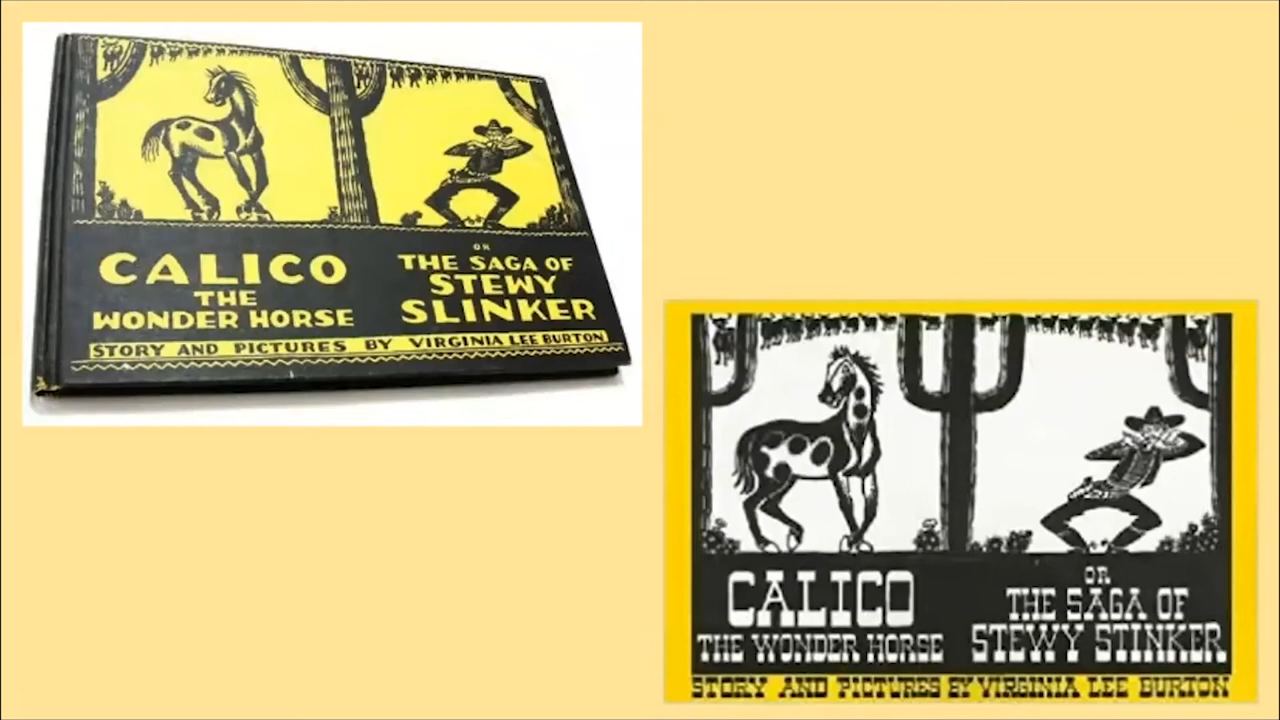 CALICO
THE
WONDER HORSE
OR
THE SAGA OF
STEWY
SLINKER
STORY AND PICTURES BY VIRGINIA LEE BURTON
CALICO
THE WONDER HORSE
OR
THE SAGA OF
STEWY STINKER
STORY AND PICTURES BY VIRGINIA LEE BURTON